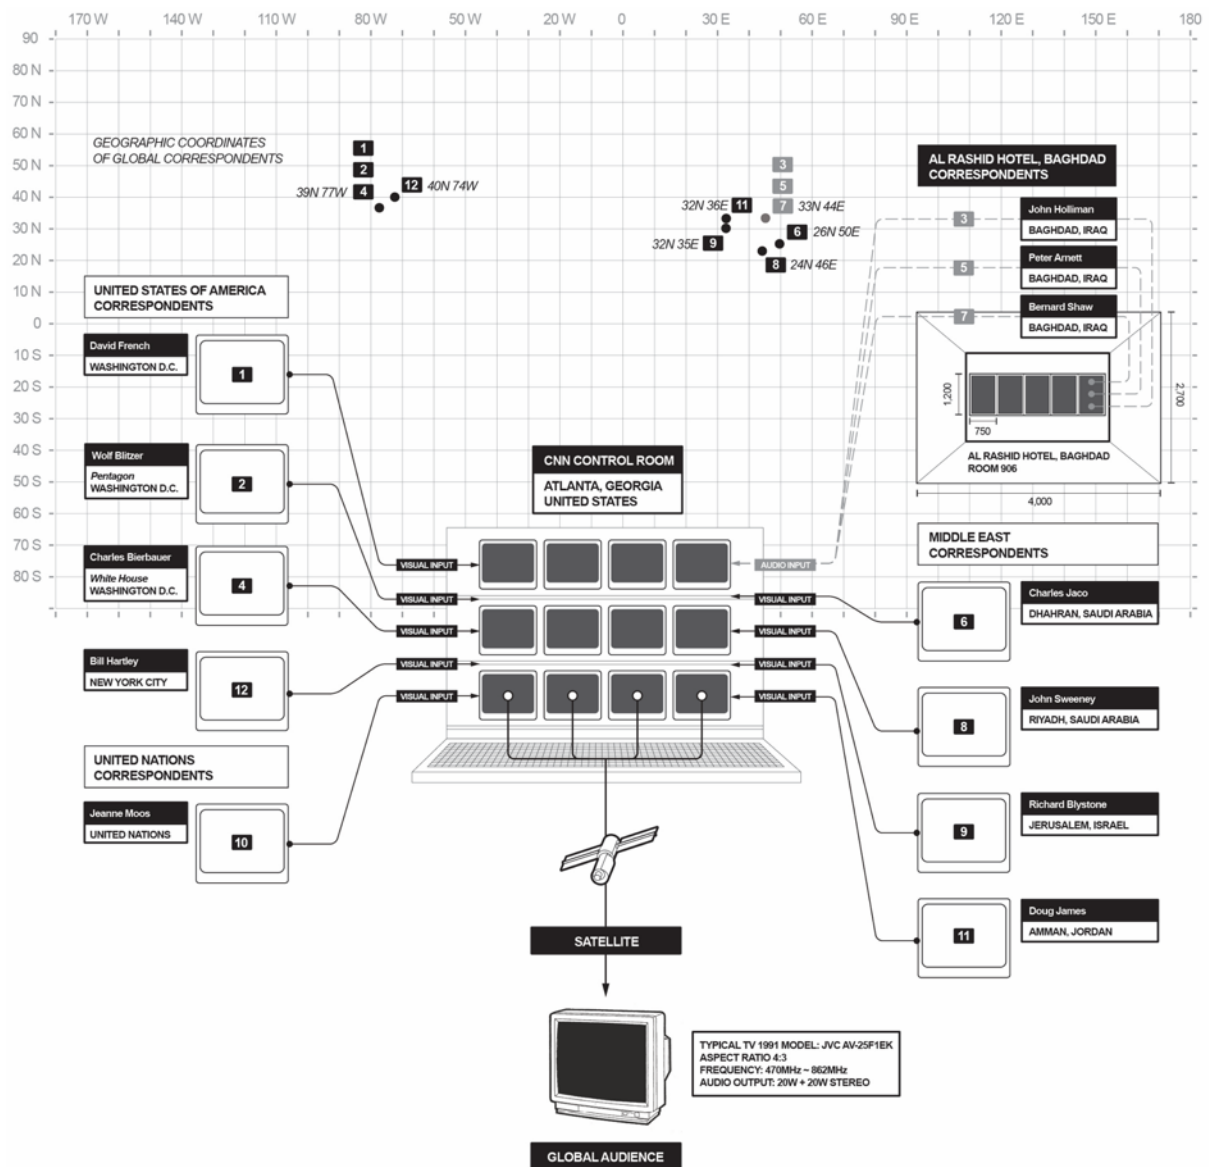 170 W
140 W
110 W
80 W
50 W
20 W
0
30 E
60 E
90 E
120 E
150 E
180
90
80 N
70 N
60 N
50 N
40 N
30 N
20 N
10 N
0
10 S
20 S
30 S
40 S
50 S
60 S
70 S
80 S
GEOGRAPHIC COORDINATES
OF GLOBAL CORRESPONDENTS
1
2
4
39N 77W
12
40N 74W
3
5
7
33N 44E
32N 36E
11
32N 35E
9
6
26N 50E
8
24N 46E
UNITED STATES OF AMERICA
CORRESPONDENTS
David French
WASHINGTON D.C.
1
Wolf Blitzer
Pentagon
WASHINGTON D.C.
2
Charles Bierbauer
White House
WASHINGTON D.C.
4
Bill Hartley
NEW YORK CITY
12
UNITED NATIONS
CORRESPONDENTS
Jeanne Moos
UNITED NATIONS
10
CNN CONTROL ROOM
ATLANTA, GEORGIA
UNITED STATES
VISUAL INPUT
VISUAL INPUT
VISUAL INPUT
VISUAL INPUT
VISUAL INPUT
AUDIO INPUT
VISUAL INPUT
VISUAL INPUT
VISUAL INPUT
VISUAL INPUT
AL RASHID HOTEL, BAGHDAD
CORRESPONDENTS
3
John Holliman
BAGHDAD, IRAQ
5
Peter Arnett
BAGHDAD, IRAQ
7
Bernard Shaw
BAGHDAD, IRAQ
1,200
750
2,700
AL RASHID HOTEL, BAGHDAD
ROOM 906
4,000
MIDDLE EAST
CORRESPONDENTS
6
Charles Jaco
DHAHRAN, SAUDI ARABIA
8
John Sweeney
RIYADH, SAUDI ARABIA
9
Richard Blystone
JERUSALEM, ISRAEL
11
Doug James
AMMAN, JORDAN
SATELLITE
TYPICAL TV 1991 MODEL: JVC AV-25F1EK
ASPECT RATIO 4:3
FREQUENCY: 470MHz ~ 862MHz
AUDIO OUTPUT: 20W + 20W STEREO
GLOBAL AUDIENCE